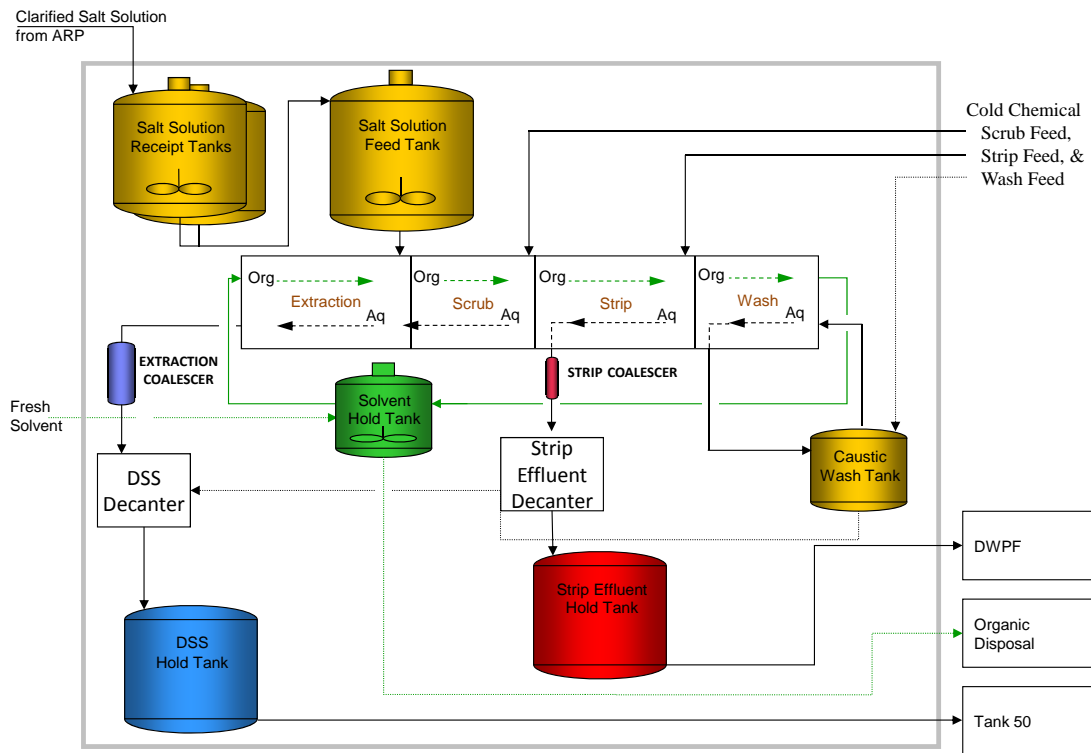 Clarified Salt Solution
from ARP
Salt Solution
Receipt Tanks
Salt Solution
Feed Tank
Cold Chemical
Scrub Feed,
Strip Feed, &
Wash Feed
Org
Extraction
Aq
Org
Scrub
Aq
Org
Strip
Aq
Org
Wash
Aq
EXTRACTION
COALESCER
STRIP COALESCER
Fresh
Solvent
Solvent
Hold Tank
Caustic
Wash Tank
DSS
Decanter
Strip
Effluent
Decanter
DWPF
Strip Effluent
Hold Tank
Organic
Disposal
DSS
Hold Tank
Tank 50